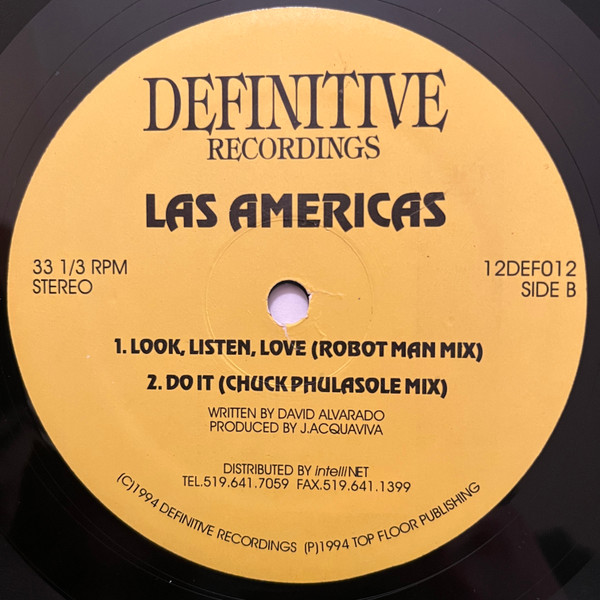 DEFINITIVE
RECORDINGS
LAS AMERICAS
33 1/3 RPM
STEREO
12DEF012
SIDE B
1. LOOK, LISTEN, LOVE (ROBOT MAN MIX)
2. DO IT (CHUCK PHULASOLE MIX)
WRITTEN BY DAVID ALVARADO
PRODUCED BY J.ACQUAVIVA
DISTRIBUTED BY intelliNET
TEL.519.641.7059 FAX.519.641.1399
(C)1994 DEFINITIVE RECORDINGS (P)1994 TOP FLOOR PUBLISHING